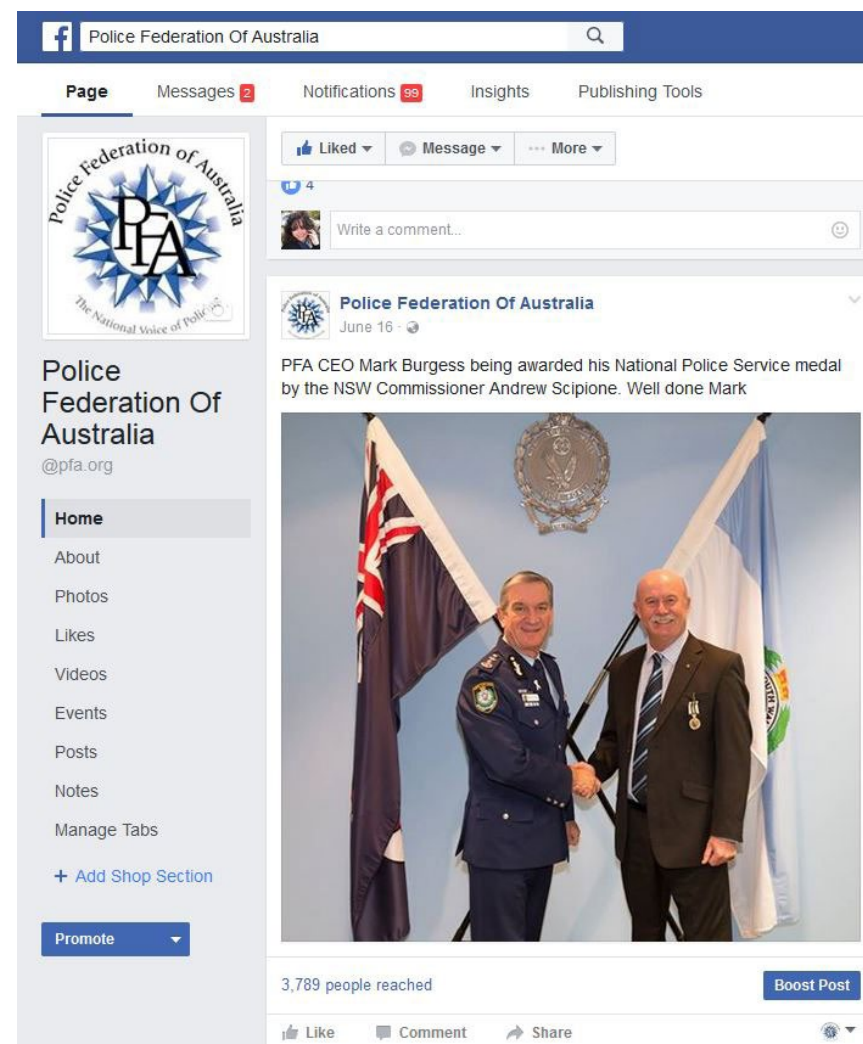 Police Federation Of Australia
Page Messages 2 Notifications 99 Insights Publishing Tools
Police Federation of Australia
PFA
The National Voice of
Police
Federation Of
Australia
@pfa.org
Home
About
Photos
Likes
Videos
Events
Posts
Notes
Manage Tabs
+ Add Shop Section
Promote
Liked Message More
4
Write a comment...
Police Federation Of Australia
June 16
PFA CEO Mark Burgess being awarded his National Police Service medal
by the NSW Commissioner Andrew Scipione. Well done Mark
3,789 people reached
Boost Post
Like Comment Share